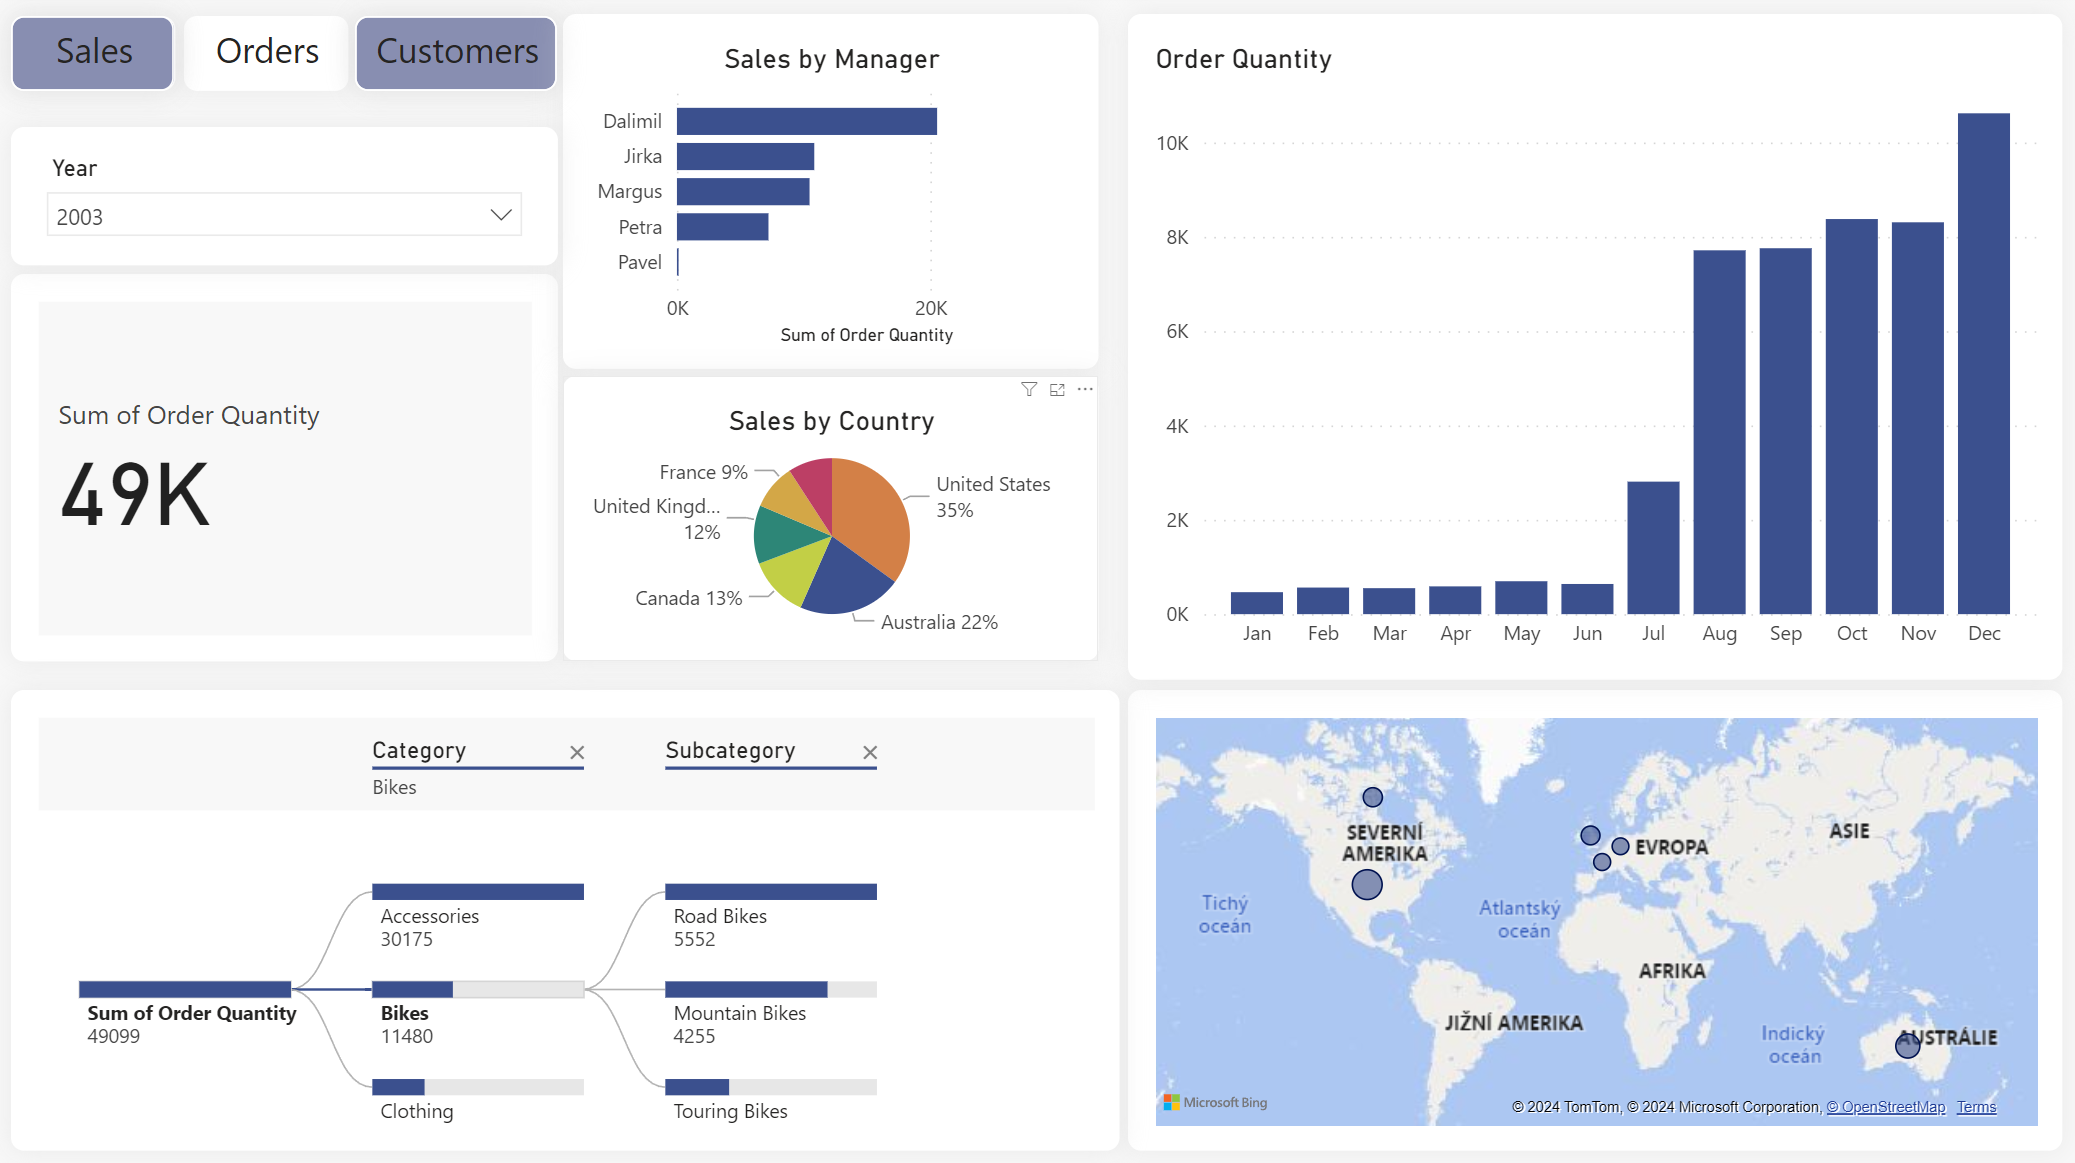 Sales
Orders
Customers
Year
2003
Sum of Order Quantity
49K
Sales by Manager
Dalimil
Jirka
Margus
Petra
Pavel
0K
20K
Sum of Order Quantity
Sales by Country
France 9%
United Kingd...
12%
Canada 13%
United States
35%
Australia 22%
Order Quantity
10K
8K
6K
4K
2K
0K
Jan
Feb
Mar
Apr
May
Jun
Jul
Aug
Sep
Oct
Nov
Dec
Category
Bikes
Subcategory
Sum of Order Quantity
49099
Accessories
30175
Bikes
11480
Clothing
Road Bikes
5552
Mountain Bikes
4255
Touring Bikes
SEVERNÍ
AMERIKA
EVROPA
ASIE
Tichý
oceán
Atlantský
oceán
AFRIKA
JIŽNÍ AMERIKA
Indický
oceán
AUSTRÁLIE
Microsoft Bing
© 2024 TomTom, © 2024 Microsoft Corporation, © OpenStreetMap Terms